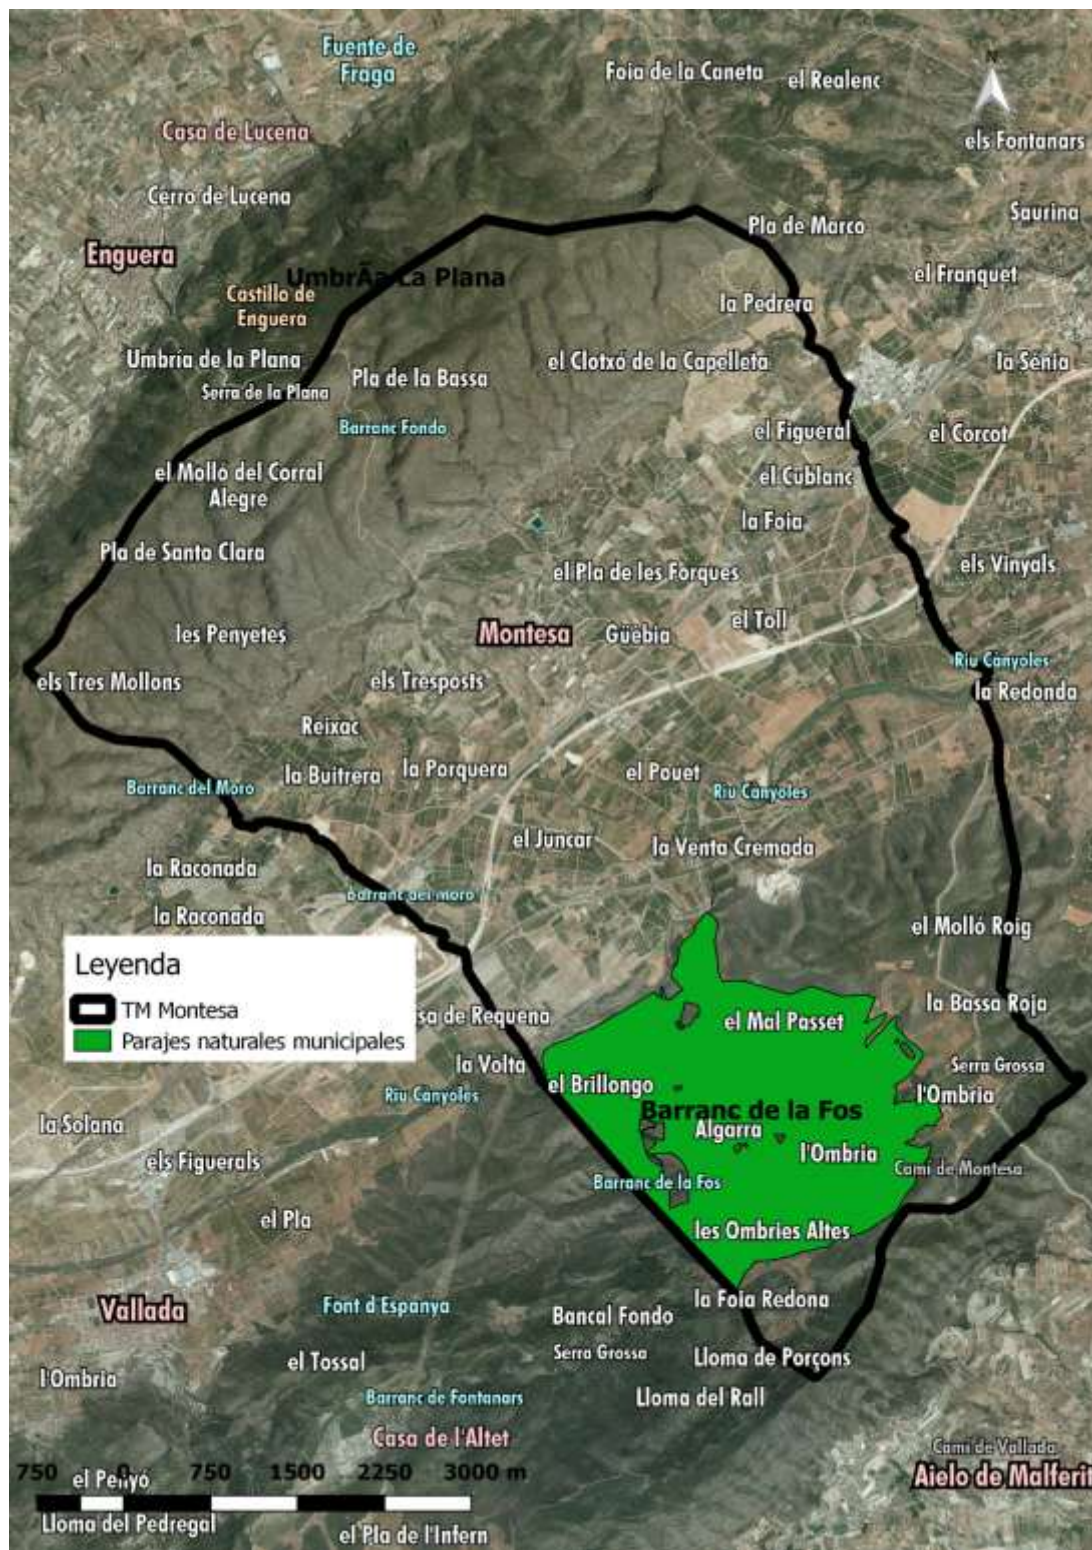 Fuente de
Fraga
Foia de la Caneta
el Realenc
N
els Fontanars
Casa de Lucena
Cerro de Lucena
Saurina
Pla de Marco
Enguera
el Franquet
UmbrÃa La Plana
Castillo de
Enguera
la Pedrera
Umbria de la Plana
el Clotxó de la Capelleta
la Sènia
Serra de la Plana
Pla de la Bassa
Barranc Fondo
el Figueral
el Corcot
el Molló del Corral
Alegre
el Cublanc
la Foia
Pla de Santa Clara
el Pla de les Forques
els Vinyals
les Penyetes
Montesa
Güebia
el Toll
Riu Cànyoles
els Tres Mollons
els Tresposts
la Redonda
Reixac
la Buitrera
la Porquera
el Pouet
Barranc del Moro
Riu Cànyoles
el Juncar
la Venta Cremada
la Raconada
Barranc del Moro
la Raconada
el Molló Roig
Leyenda
TM Montesa
Parajes naturales municipales
la Bassa Roja
sa de Requena
el Mal Passet
la Volta
Serra Grossa
el Brillongo
l'Ombria
Riu Cànyoles
Barranc de la Fos
la Solana
Algarra
l'Ombria
els Figuerals
Camí de Montesa
Barranc de la Fos
el Pla
les Ombries Altes
Vallada
Font d'Espanya
la Foia Redona
Bancal Fondo
el Tossal
Serra Grossa
Lloma de Porçons
l'Ombria
Barranc de Fontanars
Lloma del Rall
Casa de l'Altet
Camí de Vallada
Aielo de Malferit
750 0 750 1500 2250 3000 m
el Penyó
Lloma del Pedregal
el Pla de l'Infern